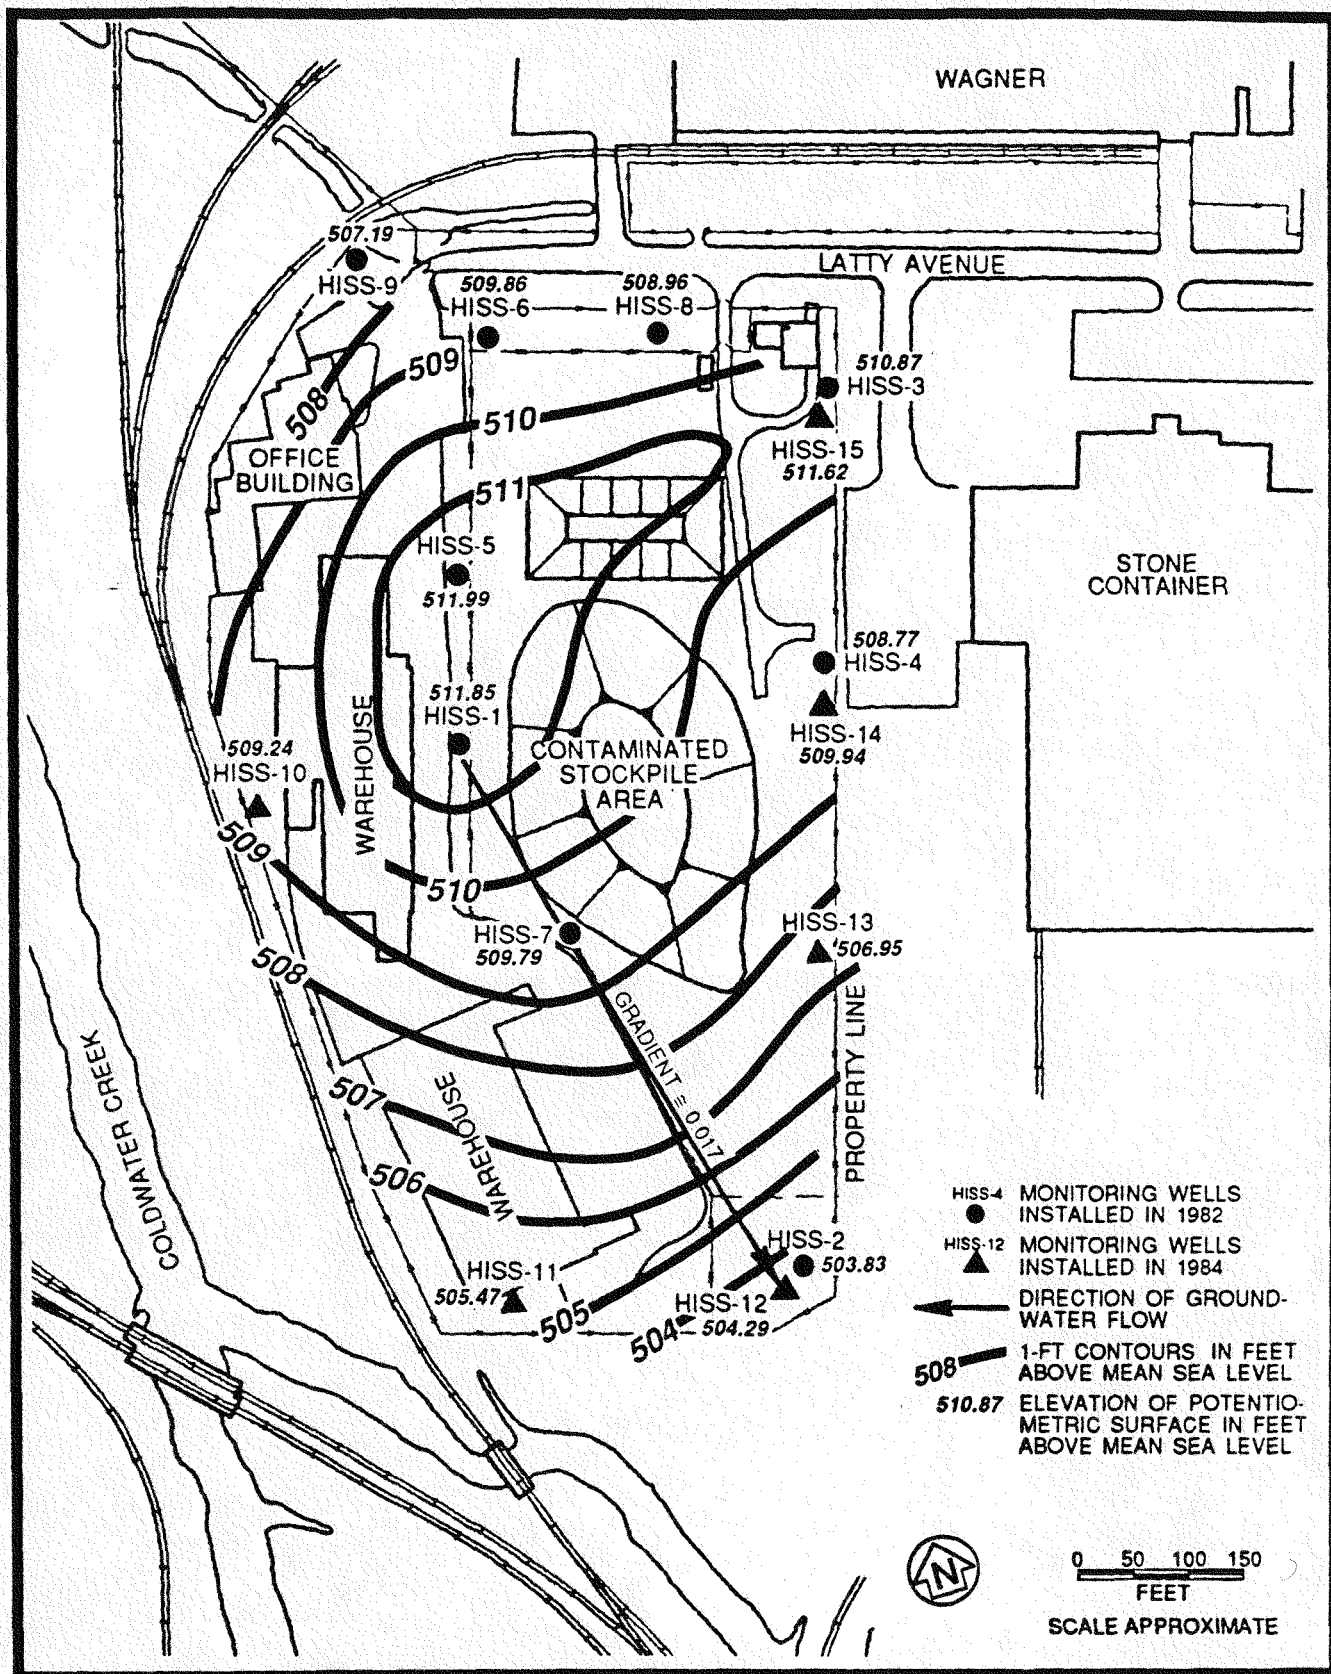 WAGNER
507.19
HISS-9
LATTY AVENUE
509.86
HISS-6
508.96
HISS-8
509
508
510
510.87
HISS-3
HISS-15
511.62
OFFICE
BUILDING
511
HISS-5
511.99
STONE
CONTAINER
508.77
HISS-4
511.85
HISS-1
WAREHOUSE
HISS-14
509.94
509.24
HISS-10
CONTAMINATED
STOCKPILE
AREA
509
510
HISS-7
509.79
HISS-13
506.95
508
GRADIENT = 0.017
PROPERTY LINE
COLDWATER CREEK
507
WAREHOUSE
506
HISS-2
503.83
HISS-11
505.47
HISS-12
504.29
505
504
HISS-4 MONITORING WELLS
INSTALLED IN 1982
HISS-12 MONITORING WELLS
INSTALLED IN 1984
DIRECTION OF GROUND-
WATER FLOW
508 1-FT CONTOURS IN FEET
ABOVE MEAN SEA LEVEL
510.87 ELEVATION OF POTENTIO-
METRIC SURFACE IN FEET
ABOVE MEAN SEA LEVEL
N
0 50 100 150
FEET
SCALE APPROXIMATE